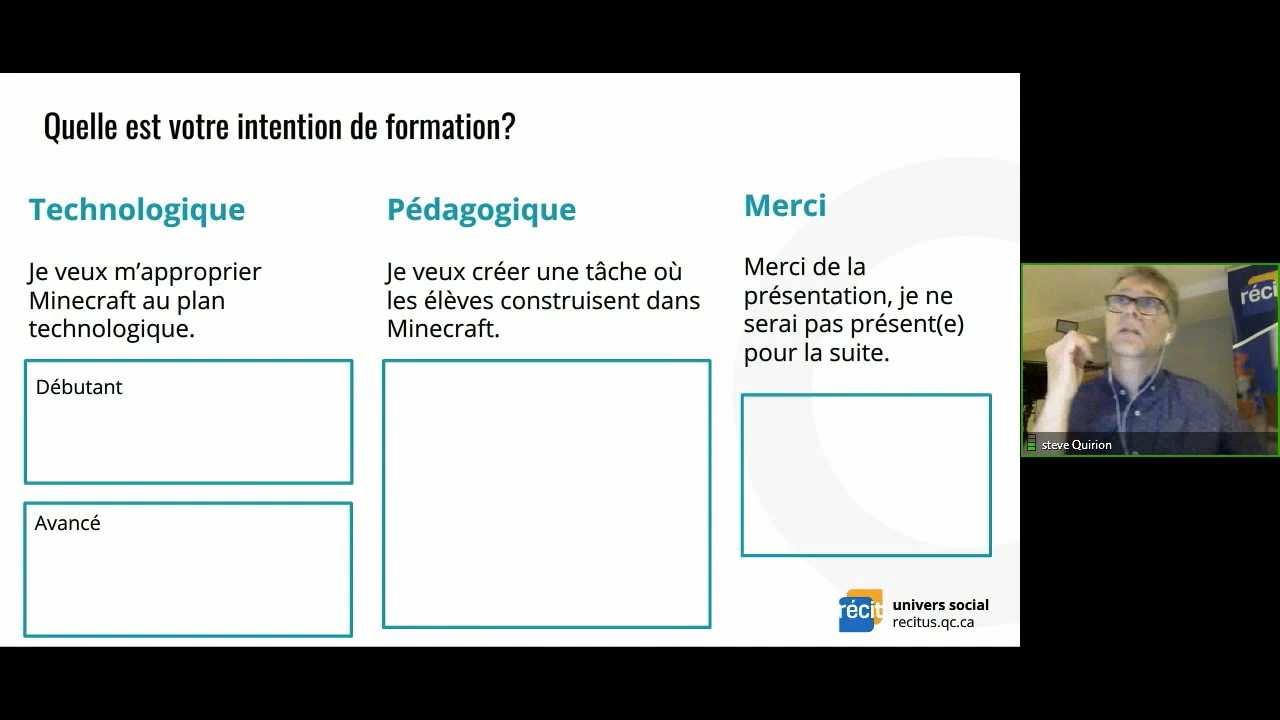 Quelle est votre intention de formation?
Technologique
Je veux m’approprier
Minecraft au plan
technologique.
Débutant
Avancé
Pédagogique
Je veux créer une tâche où
les élèves construisent dans
Minecraft.
Merci
Merci de la
présentation, je ne
serai pas présent(e)
pour la suite.
récit
univers social
recitus.qc.ca
réci
steve Quirion